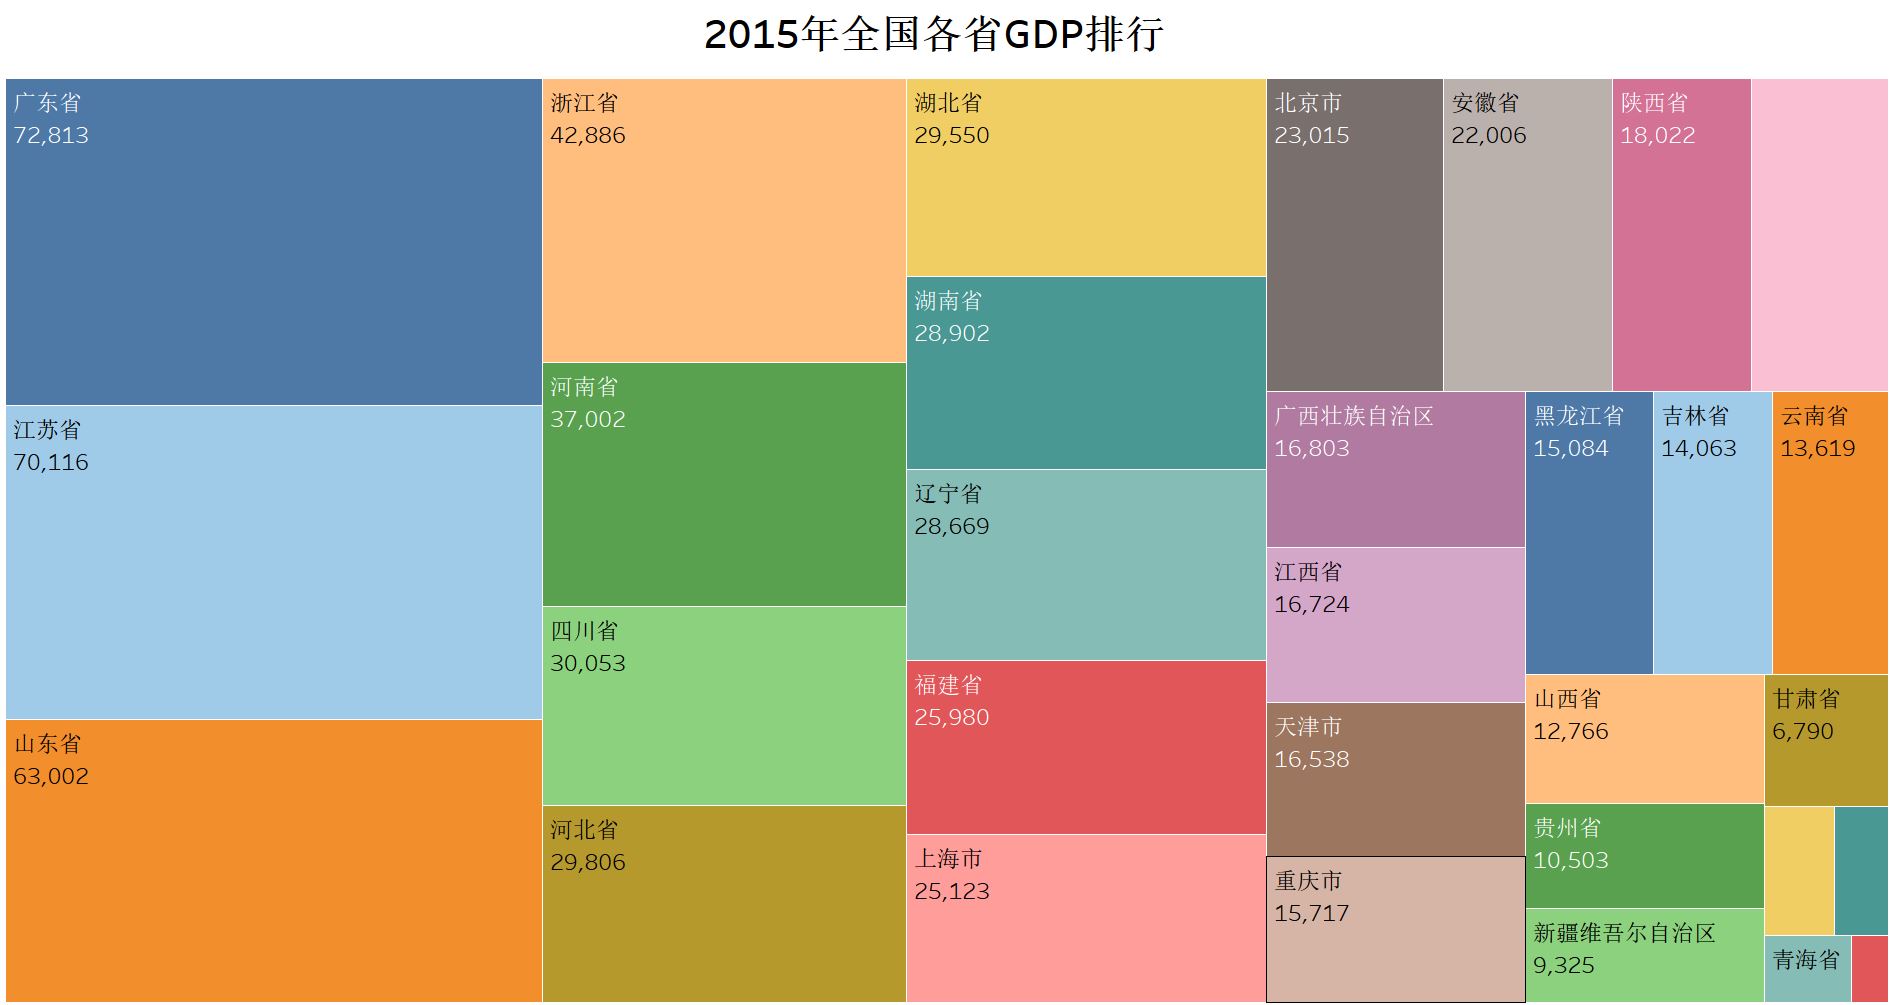 2015年全国各省GDP排行
广东省
72,813
江苏省
70,116
山东省
63,002
浙江省
42,886
河南省
37,002
四川省
30,053
河北省
29,806
湖北省
29,550
湖南省
28,902
辽宁省
28,669
福建省
25,980
上海市
25,123
北京市
23,015
安徽省
22,006
陕西省
18,022
广西壮族自治区
16,803
江西省
16,724
天津市
16,538
重庆市
15,717
黑龙江省
15,084
吉林省
14,063
云南省
13,619
山西省
12,766
贵州省
10,503
新疆维吾尔自治区
9,325
甘肃省
6,790
青海省